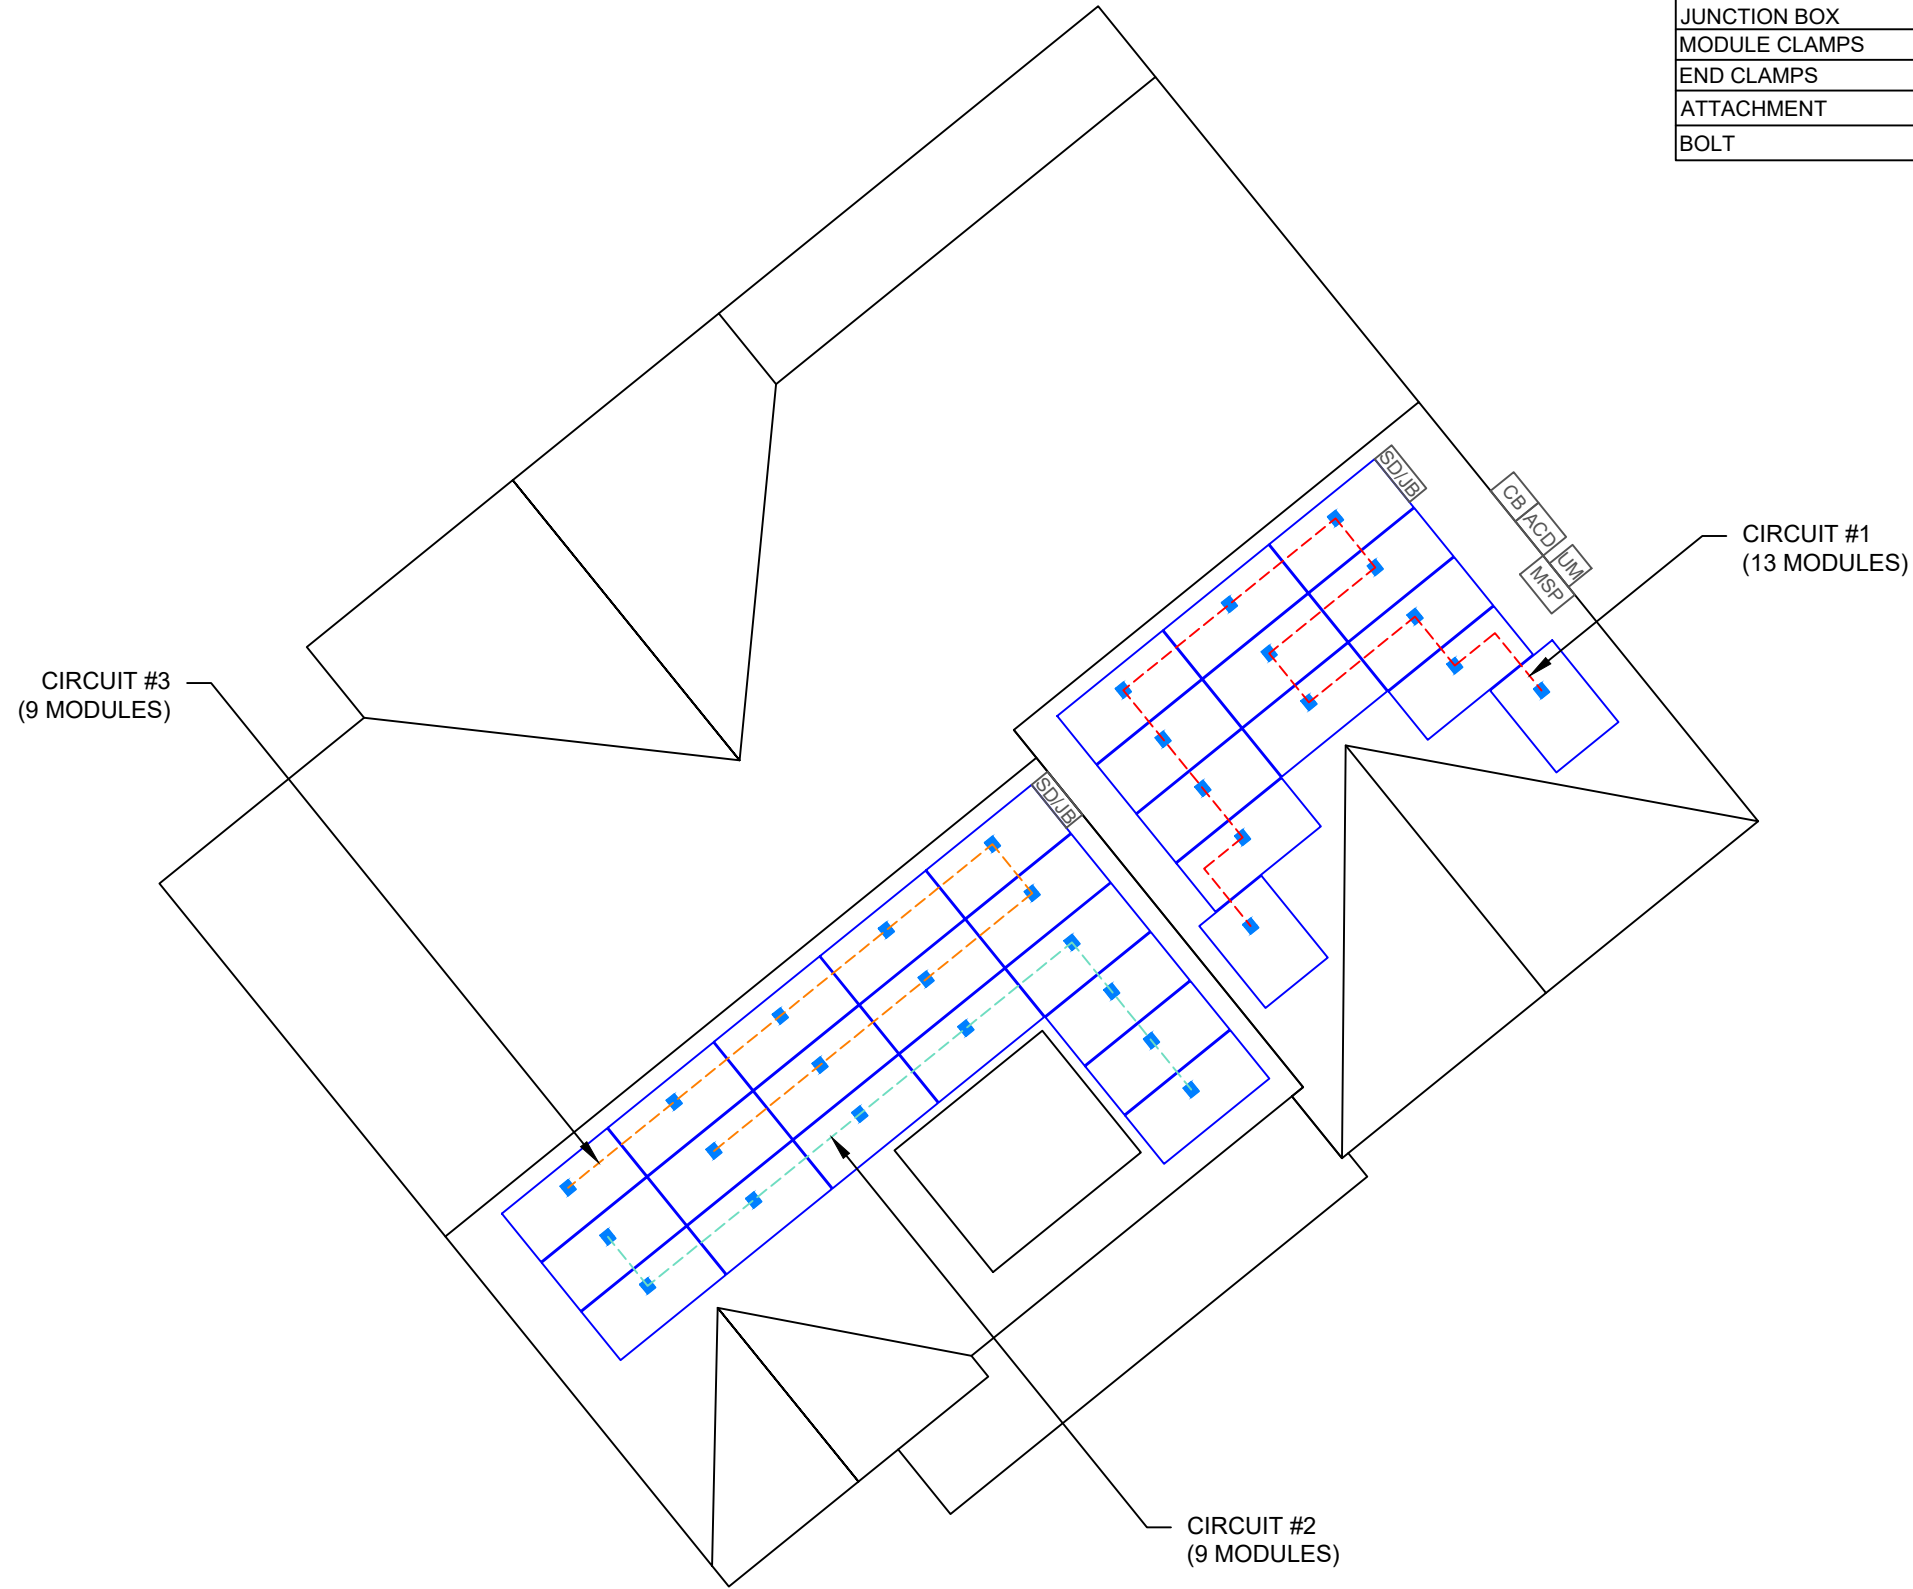 JUNCTION BOX
MODULE CLAMPS
END CLAMPS
ATTACHMENT
BOLT
SD/JB
CB
ACD
UM
MSP
CIRCUIT #1
(13 MODULES)
CIRCUIT #3
(9 MODULES)
SD/JB
CIRCUIT #2
(9 MODULES)